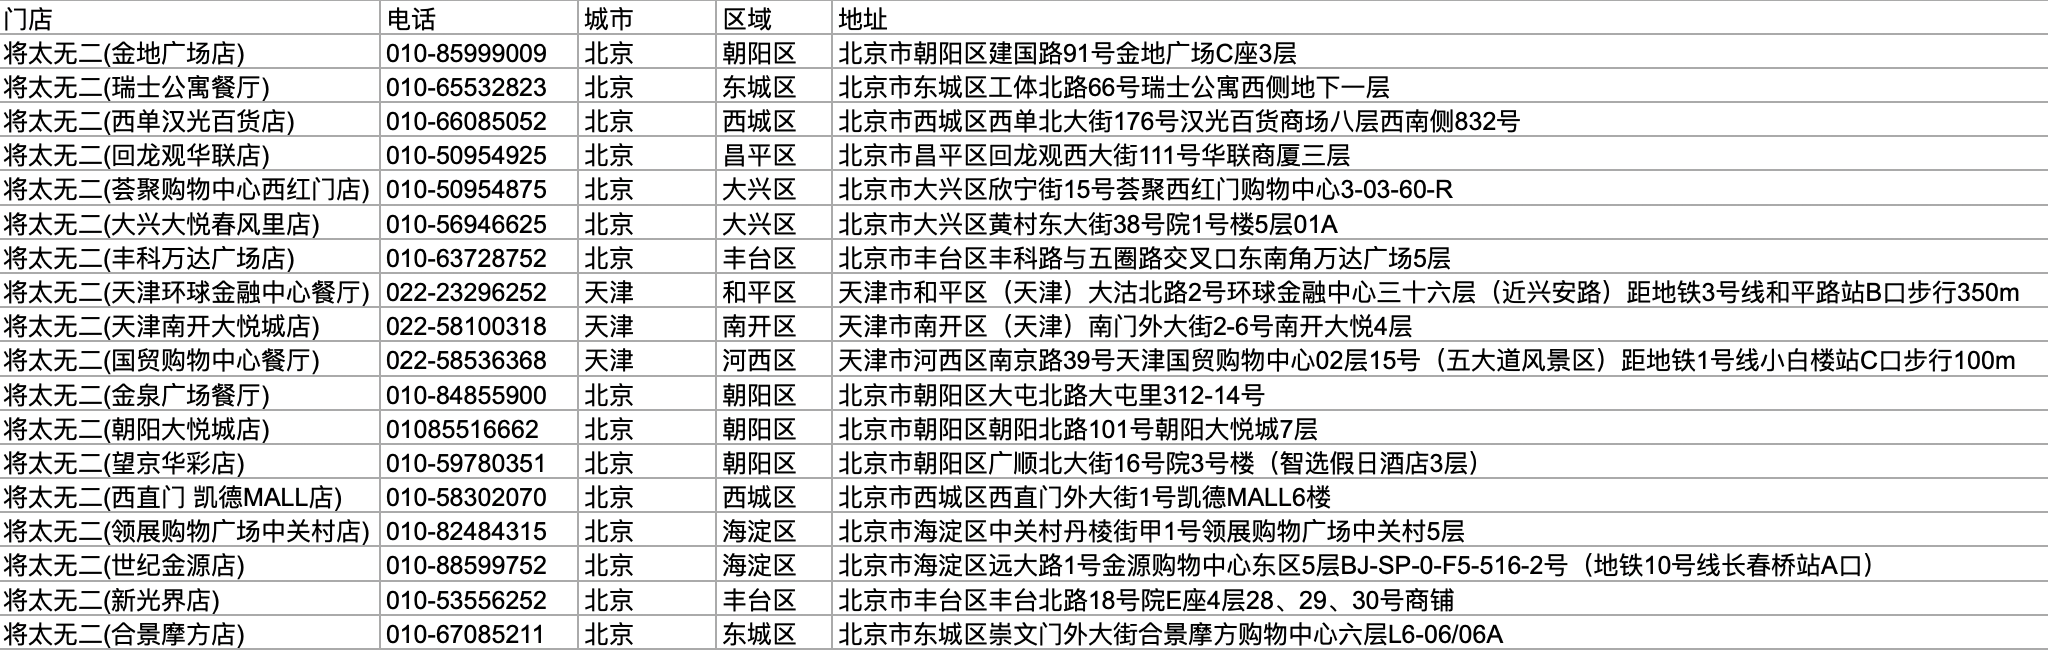 门店 电话 城市 区域 地址
将太无二(金地广场店) 010-85999009 北京 朝阳区 北京市朝阳区建国路91号金地广场C座3层
将太无二(瑞士公寓餐厅) 010-65532823 北京 东城区 北京市东城区工体北路66号瑞士公寓西侧地下一层
将太无二(西单汉光百货店) 010-66085052 北京 西城区 北京市西城区西单北大街176号汉光百货商场八层西南侧832号
将太无二(回龙观华联店) 010-50954925 北京 昌平区 北京市昌平区回龙观西大街111号华联商厦三层
将太无二(荟聚购物中心西红门店) 010-50954875 北京 大兴区 北京市大兴区欣宁街15号荟聚西红门购物中心3-03-60-R
将太无二(大兴大悦春风里店) 010-56946625 北京 大兴区 北京市大兴区黄村东大街38号院1号楼5层01A
将太无二(丰科万达广场店) 010-63728752 北京 丰台区 北京市丰台区丰科路与五圈路交叉口东南角万达广场5层
将太无二(天津环球金融中心餐厅) 022-23296252 天津 和平区 天津市和平区（天津）大沽北路2号环球金融中心三十六层（近兴安路）距地铁3号线和平路站B口步行350m
将太无二(天津南开大悦城店) 022-58100318 天津 南开区 天津市南开区（天津）南门外大街2-6号南开大悦4层
将太无二(国贸购物中心餐厅) 022-58536368 天津 河西区 天津市河西区南京路39号天津国贸购物中心02层15号（五大道风景区）距地铁1号线小白楼站C口步行100m
将太无二(金泉广场餐厅) 010-84855900 北京 朝阳区 北京市朝阳区大屯北路大屯里312-14号
将太无二(朝阳大悦城店) 01085516662 北京 朝阳区 北京市朝阳区朝阳北路101号朝阳大悦城7层
将太无二(望京华彩店) 010-59780351 北京 朝阳区 北京市朝阳区广顺北大街16号院3号楼（智选假日酒店3层）
将太无二(西直门 凯德MALL店) 010-58302070 北京 西城区 北京市西城区西直门外大街1号凯德MALL6楼
将太无二(领展购物广场中关村店) 010-82484315 北京 海淀区 北京市海淀区中关村丹棱街甲1号领展购物广场中关村5层
将太无二(世纪金源店) 010-88599752 北京 海淀区 北京市海淀区远大路1号金源购物中心东区5层BJ-SP-0-F5-516-2号（地铁10号线长春桥站A口）
将太无二(新光界店) 010-53556252 北京 丰台区 北京市丰台区丰台北路18号院E座4层28、29、30号商铺
将太无二(合景摩方店) 010-67085211 北京 东城区 北京市东城区崇文门外大街合景摩方购物中心六层L6-06/06A